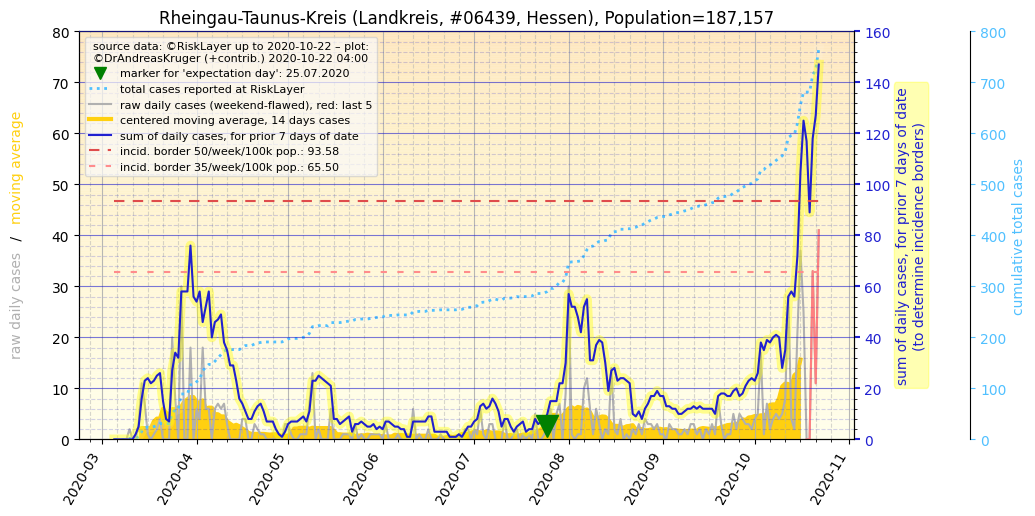 Rheingau-Taunus-Kreis (Landkreis, #06439, Hessen), Population=187,157
source data: ©RiskLayer up to 2020-10-22 – plot:
©DrAndreasKruger (+contrib.) 2020-10-22 04:00
marker for 'expectation day': 25.07.2020
total cases reported at RiskLayer
raw daily cases (weekend-flawed), red: last 5
centered moving average, 14 days cases
sum of daily cases, for prior 7 days of date
incid. border 50/week/100k pop.: 93.58
incid. border 35/week/100k pop.: 65.50
raw daily cases / moving average
80
70
60
50
40
30
20
10
0
160
140
120
100
80
60
40
20
0
sum of daily cases, for prior 7 days of date
(to determine incidence borders)
800
700
600
500
400
300
200
100
0
cumulative total cases
2020-03
2020-04
2020-05
2020-06
2020-07
2020-08
2020-09
2020-10
2020-11